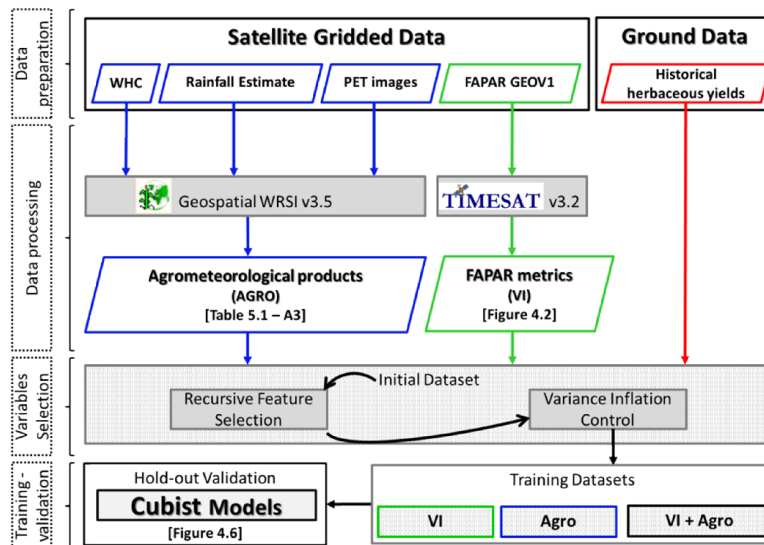 Data
preparation
Satellite Gridded Data
Ground Data
WHC
Rainfall Estimate
PET images
FAPAR GEOV1
Historical
herbaceous yields
Data processing
Geospatial WRSI v3.5
TIMESAT v3.2
Agrometeorological products
(AGRO)
[Table 5.1 – A3]
FAPAR metrics
(VI)
[Figure 4.2]
Variables
Selection
Initial Dataset
Recursive Feature
Selection
Variance Inflation
Control
Training -
validation
Hold-out Validation
Cubist Models
[Figure 4.6]
Training Datasets
VI
Agro
VI + Agro